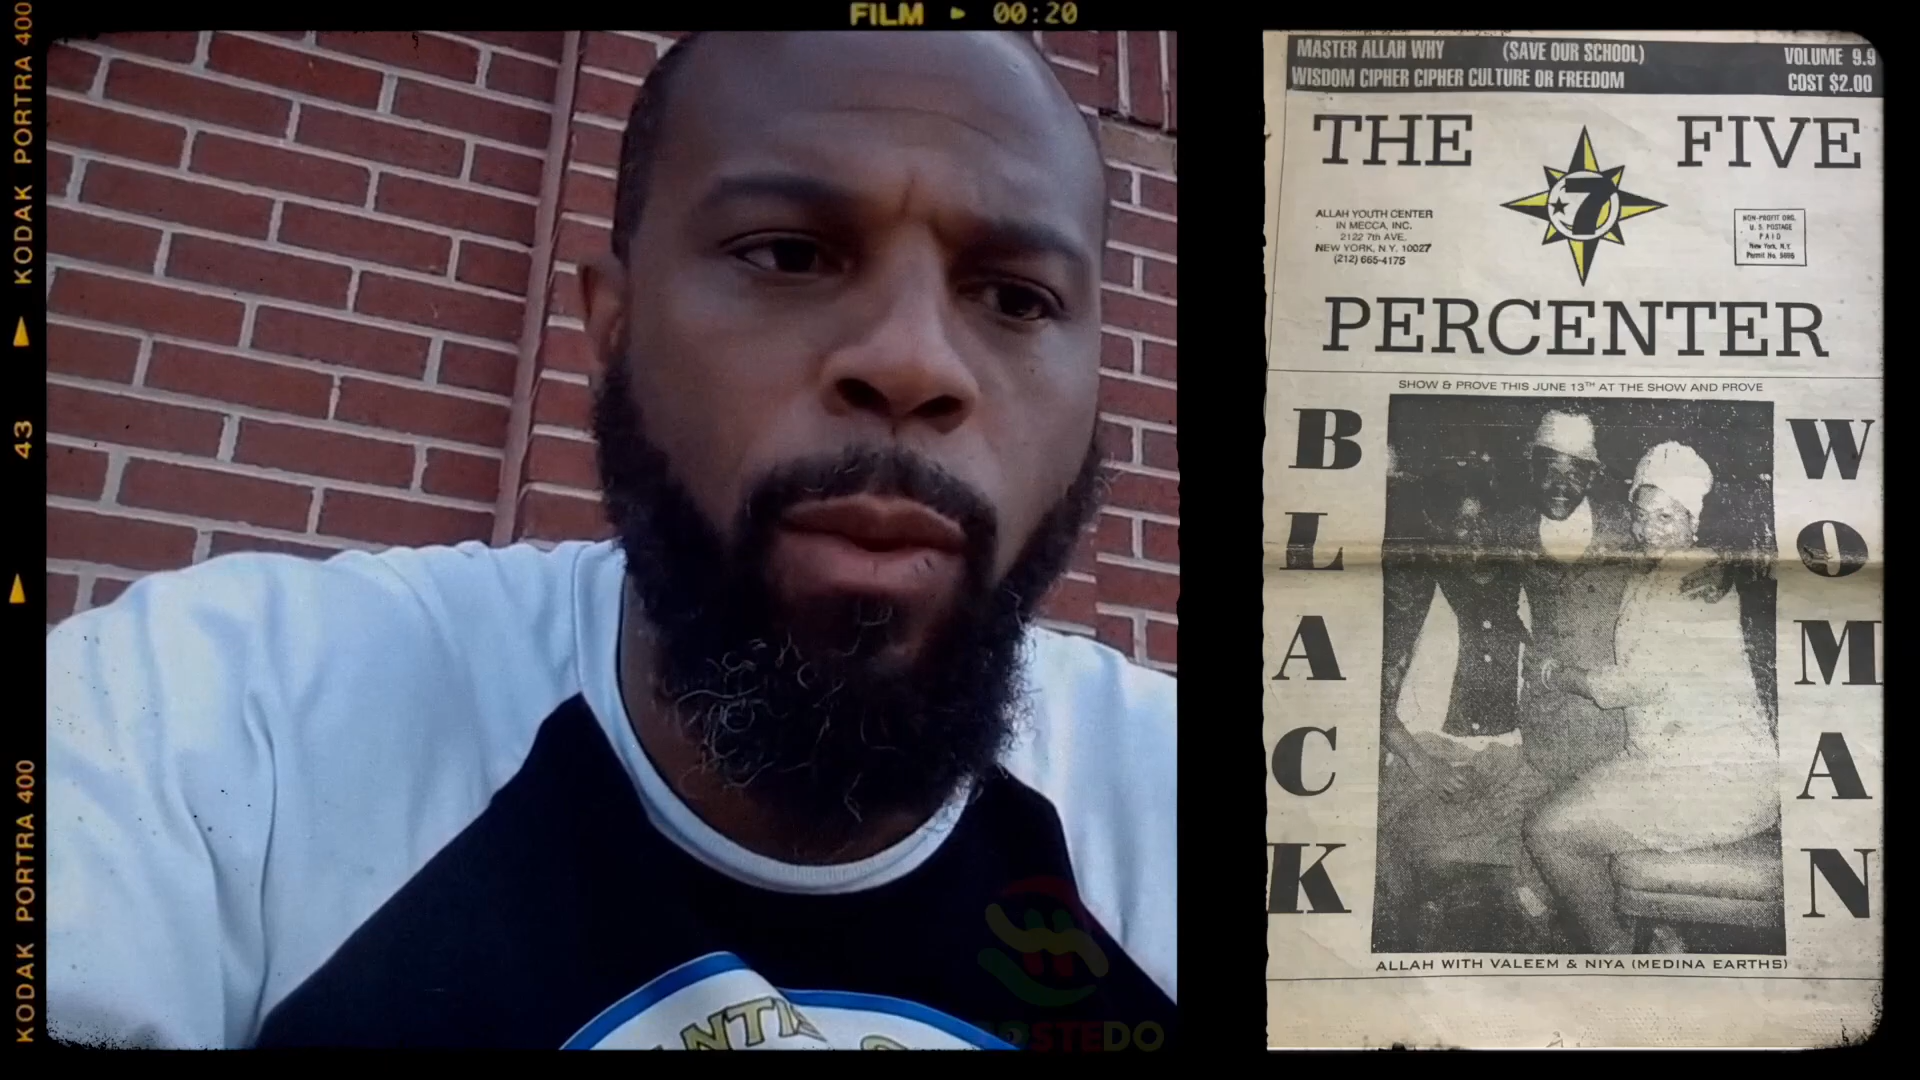 FILM 00:20
KODAK PORTRA 400
43
KODAK PORTRA 400
MASTER ALLAH WHY (SAVE OUR SCHOOL) VOLUME 9.9
WISDOM CIPHER CIPHER CULTURE OR FREEDOM COST $2.00
THE FIVE
7
ALLAH YOUTH CENTER
IN MECCA, INC.
2122 7th AVE.
NEW YORK, N.Y. 10027
(212) 665-4175
NON-PROFIT ORG.
U.S. POSTAGE
PAID
New York, N.Y.
PERCENTER
SHOW & PROVE THIS JUNE 13TH AT THE SHOW AND PROVE
BLACK
WOMAN
ALLAH WITH VALEEM & NIYA (MEDINA EARTHS)